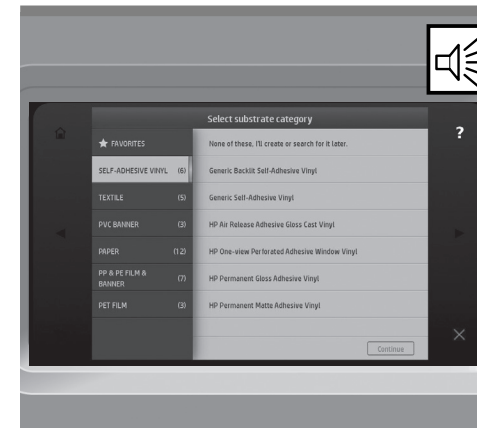 Select substrate category
?
★ FAVORITES
None of these, I'll create or search for it later.
SELF-ADHESIVE VINYL (6)
Generic Backlit Self-Adhesive Vinyl
TEXTILE (5)
Generic Self-Adhesive Vinyl
PVC BANNER (3)
HP Air Release Adhesive Gloss Cast Vinyl
PAPER (12)
HP One-view Perforated Adhesive Window Vinyl
PP & PE FILM &
BANNER (7)
HP Permanent Gloss Adhesive Vinyl
PET FILM (3)
HP Permanent Matte Adhesive Vinyl
Continue